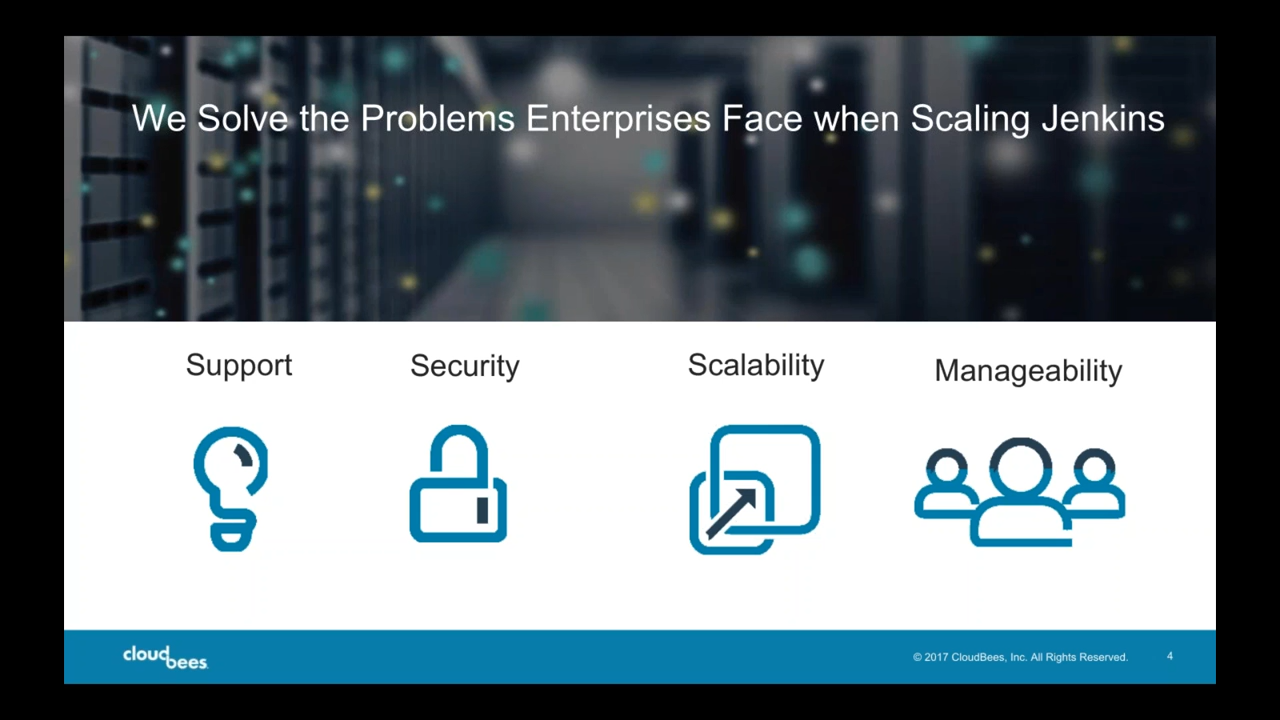 We Solve the Problems Enterprises Face when Scaling Jenkins
Support
Security
Scalability
Manageability
cloudbees
© 2017 CloudBees, Inc. All Rights Reserved.
4